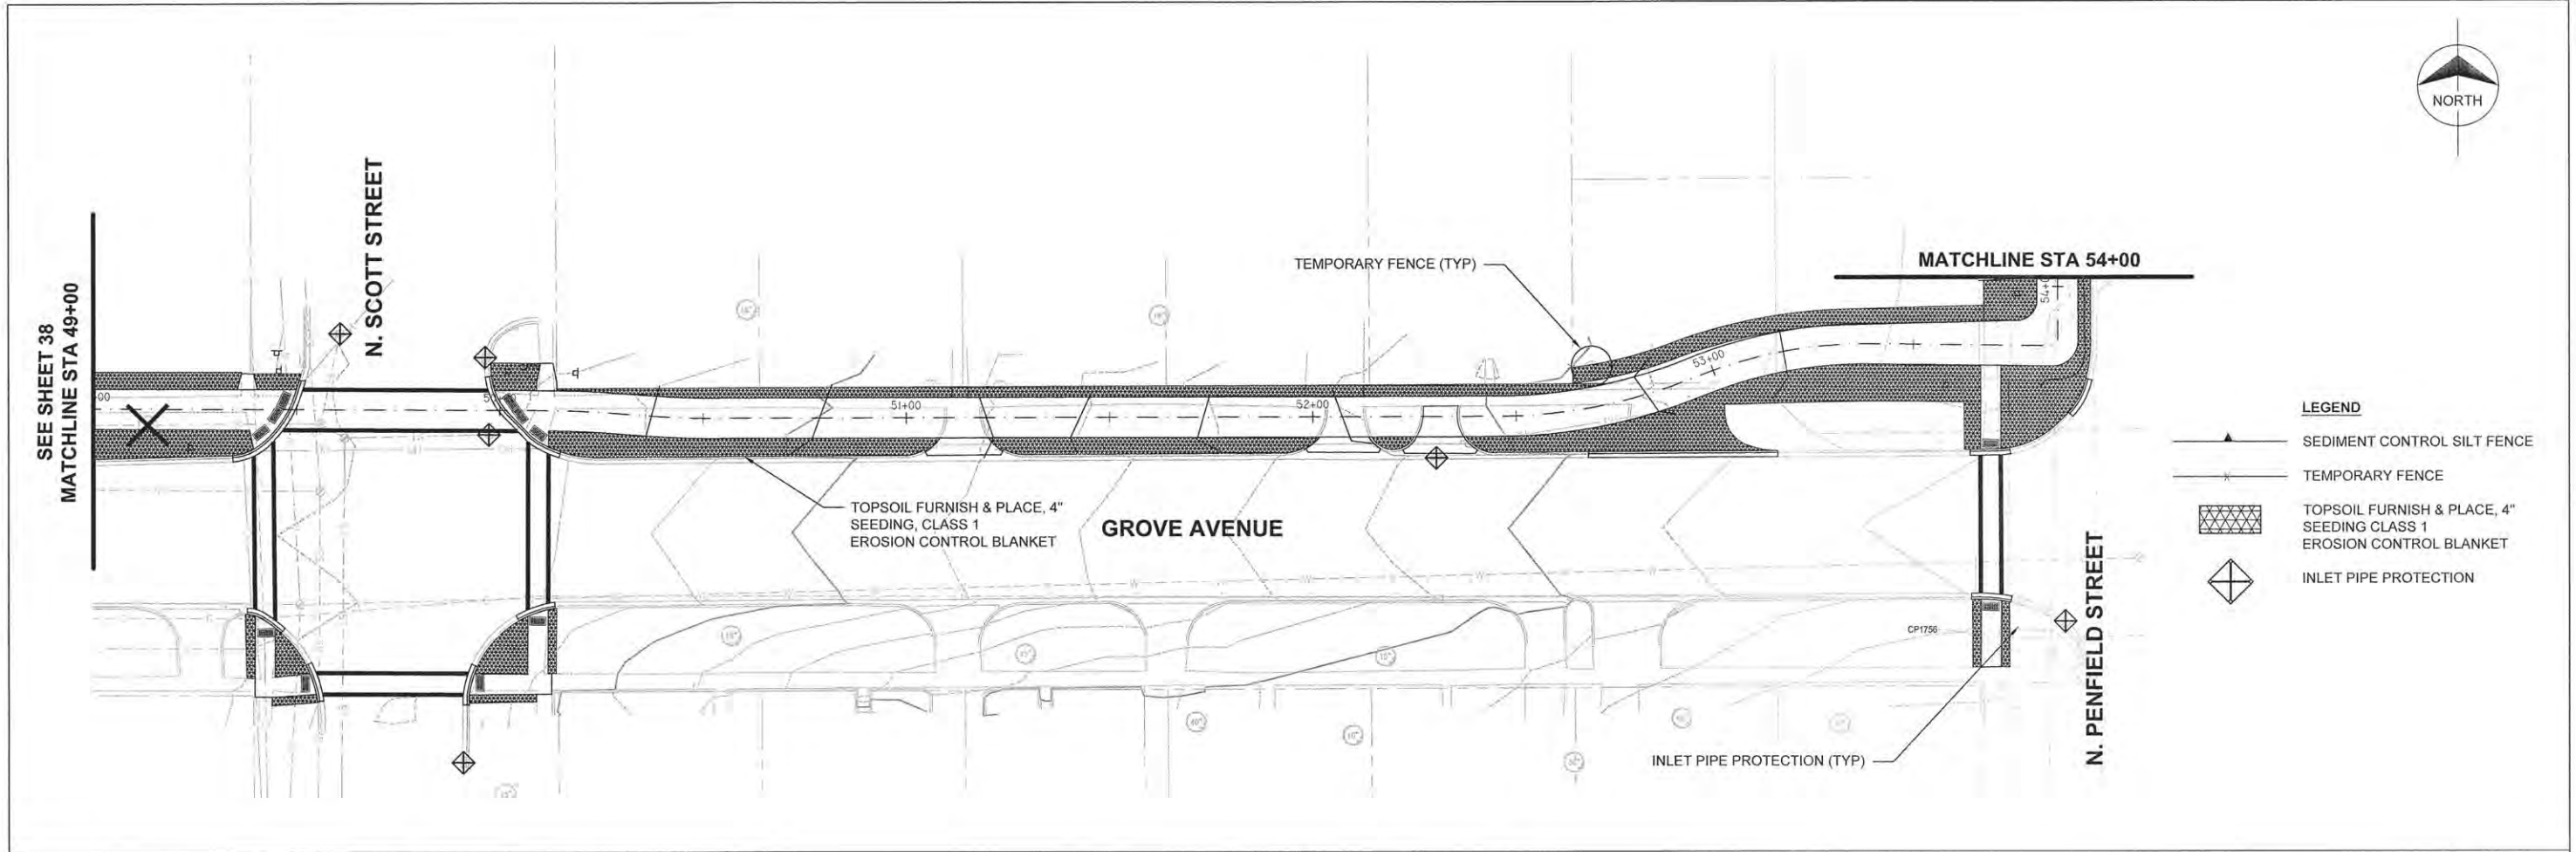 NORTH
SEE SHEET 38
MATCHLINE STA 49+00
N. SCOTT STREET
TEMPORARY FENCE (TYP)
MATCHLINE STA 54+00
51+00
52+00
53+00
TOPSOIL FURNISH & PLACE, 4"
SEEDING, CLASS 1
EROSION CONTROL BLANKET
GROVE AVENUE
CP1756
INLET PIPE PROTECTION (TYP)
N. PENFIELD STREET
LEGEND
SEDIMENT CONTROL SILT FENCE
TEMPORARY FENCE
TOPSOIL FURNISH & PLACE, 4"
SEEDING CLASS 1
EROSION CONTROL BLANKET
INLET PIPE PROTECTION